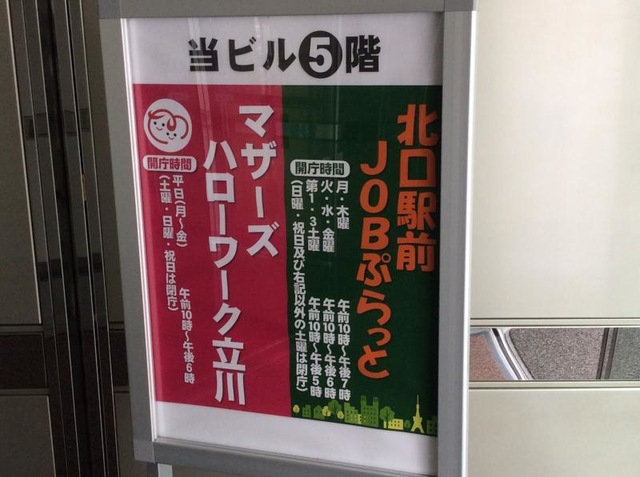 当ビル5階
北口駅前
JOBぷらっと
開庁時間
月・木曜 午前10時〜午後7時
火・水・金曜 午前10時〜午後6時
第1・3土曜 午前10時〜午後5時
(日曜・祝日及び右記以外の土曜は閉庁)
マザーズ
ハローワーク立川
開庁時間
平日(月〜金) 午前10時〜午後6時
(土曜・日曜・祝日は閉庁)